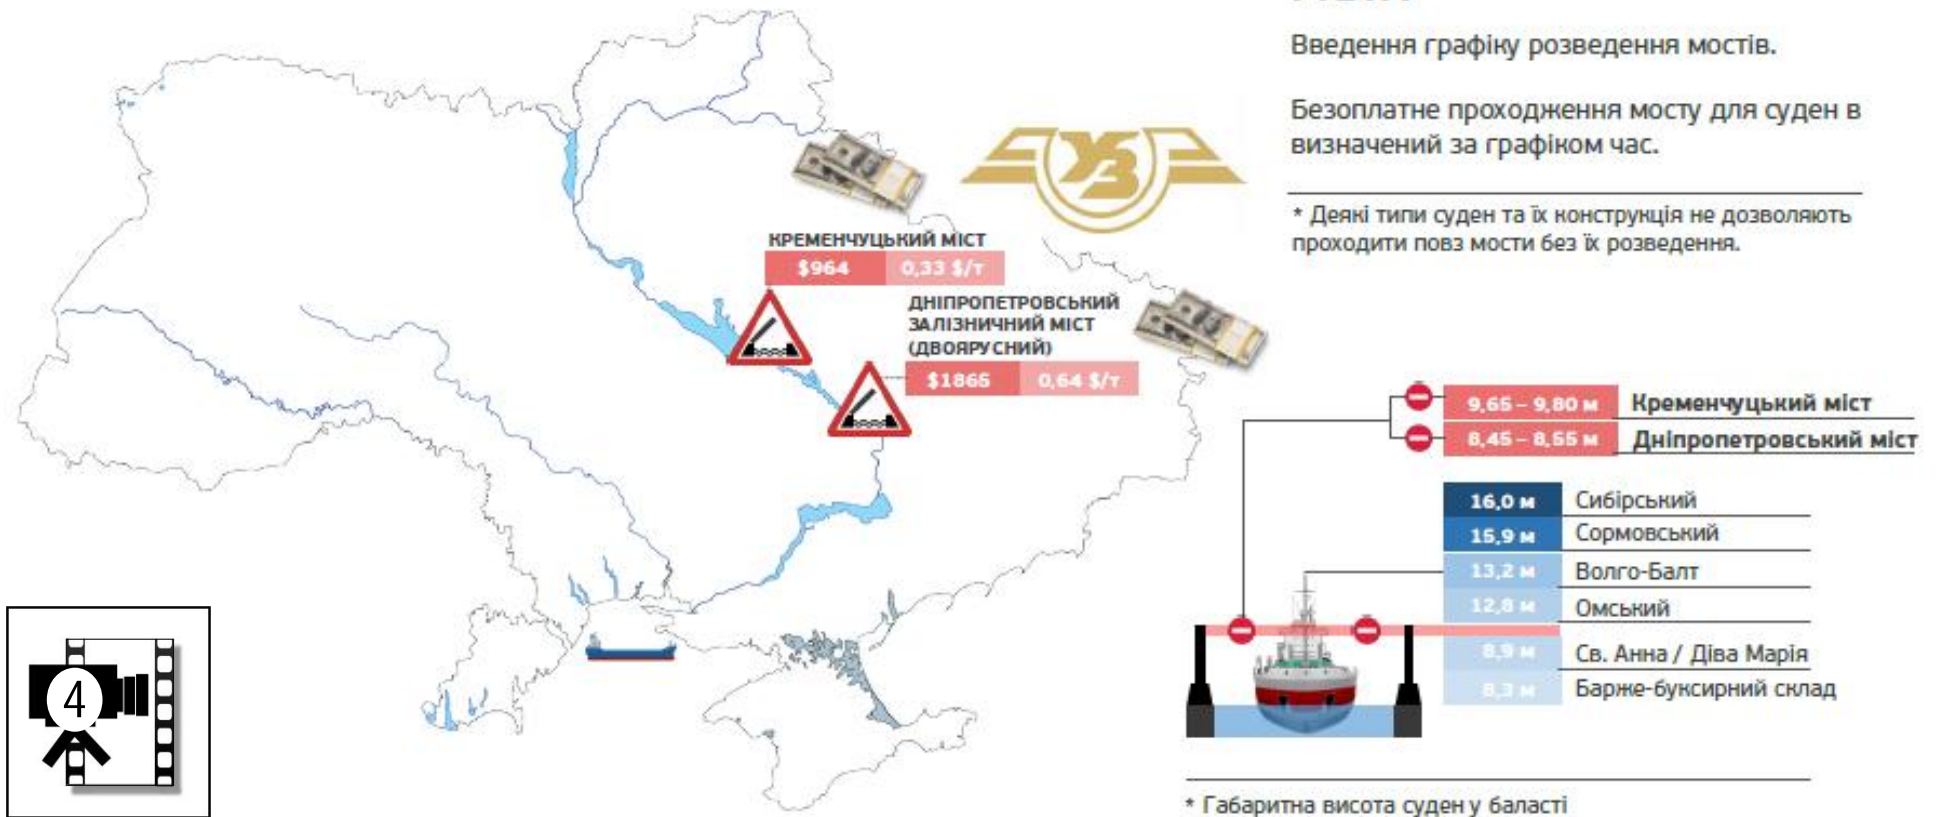 Введення графіку розведення мостів.
Безоплатне проходження мосту для суден в
визначений за графіком час.
* Деякі типи суден та їх конструкція не дозволяють
проходити повз мости без їх розведення.
УЗ
КРЕМЕНЧУЦЬКИЙ МІСТ
$964 0,33 $/т
ДНІПРОПЕТРОВСЬКИЙ
ЗАЛІЗНИЧНИЙ МІСТ
(ДВОЯРУСНИЙ)
$1865 0,64 $/т
9,65 – 9,80 м Кременчуцький міст
8,45 – 8,55 м Дніпропетровський міст
16,0 м Сибірський
15,9 м Сормовський
13,2 м Волго-Балт
12,8 м Омський
8,9 м Св. Анна / Діва Марія
8,3 м Барже-буксирний склад
* Габаритна висота суден у баласті
4